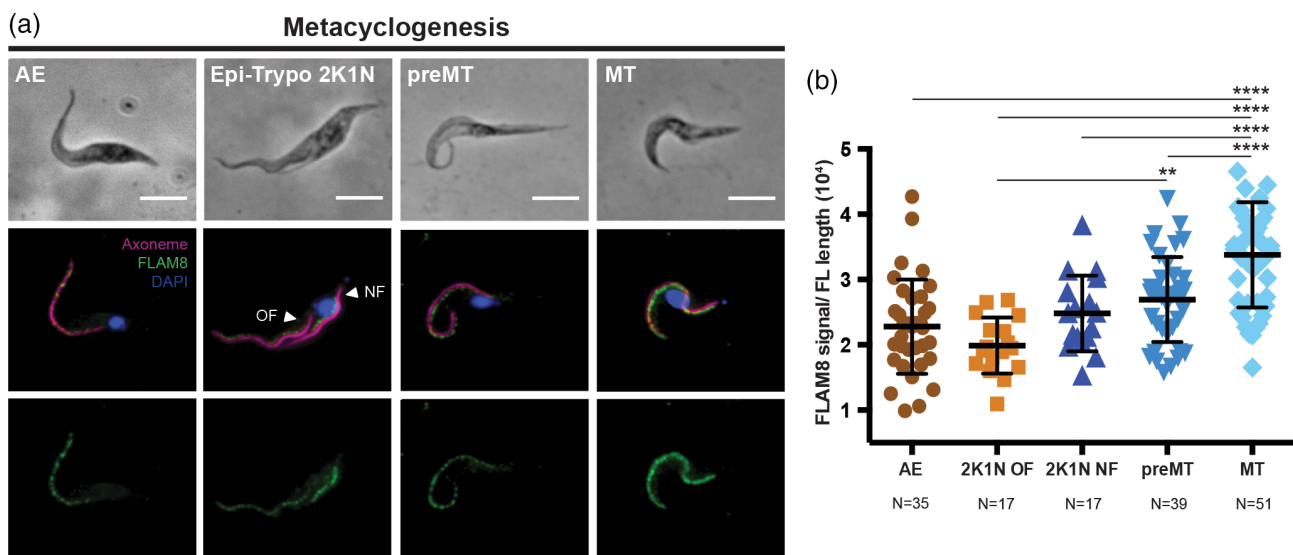 (a)
Metacyclogenesis
AE
Epi-Trypo 2K1N
preMT
MT
Axoneme
FLAM8
DAPI
OF
NF
(b)
****
****
****
****
**
FLAM8 signal/ FL length (10⁴)
5
4
3
2
1
AE
2K1N OF
2K1N NF
preMT
MT
N=35
N=17
N=17
N=39
N=51